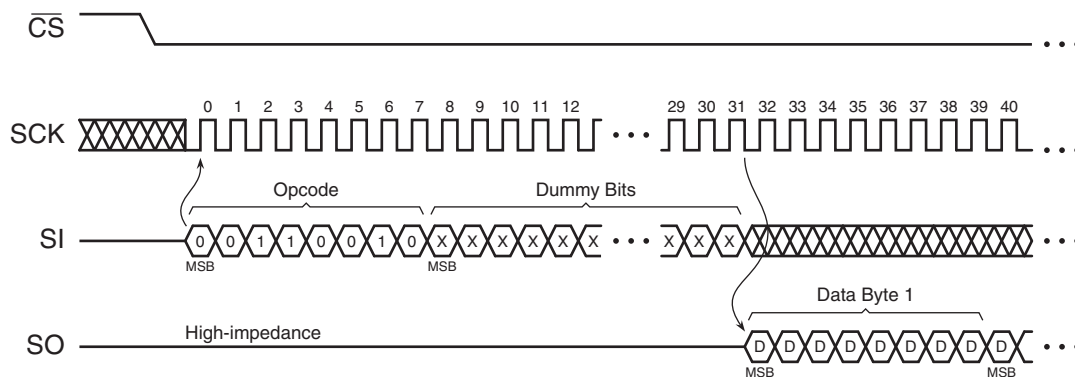 CS
0 1 2 3 4 5 6 7 8 9 10 11 12 29 30 31 32 33 34 35 36 37 38 39 40
SCK
Opcode Dummy Bits
SI 0 0 1 1 0 0 1 0 X X X X X X X X X
MSB MSB
Data Byte 1
High-impedance
SO D D D D D D D D D
MSB MSB